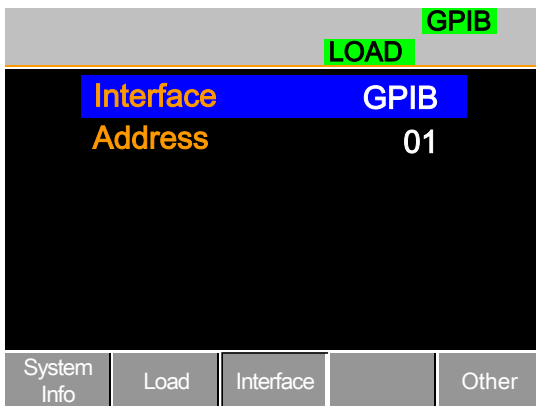 GPIB
LOAD
Interface GPIB
Address 01
System Info
Load
Interface
Other